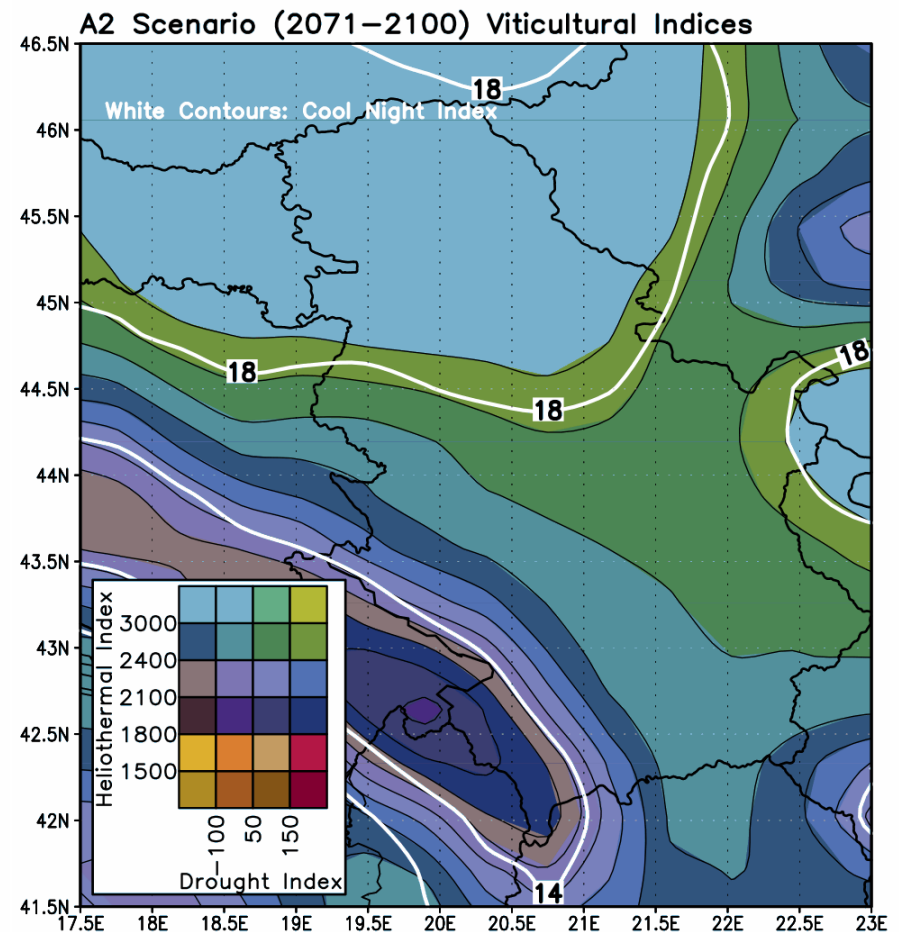 A2 Scenario (2071−2100) Viticultural Indices
46.5N
18
White Contours: Cool Night Index
46N
45.5N
45N
18
18
44.5N
18
44N
43.5N
Heliothermal Index
3000
43N
2400
2100
1800
42.5N
1500
42N
−100
50
150
Drought Index
14
41.5N
17.5E 18E 18.5E 19E 19.5E 20E 20.5E 21E 21.5E 22E 22.5E 23E